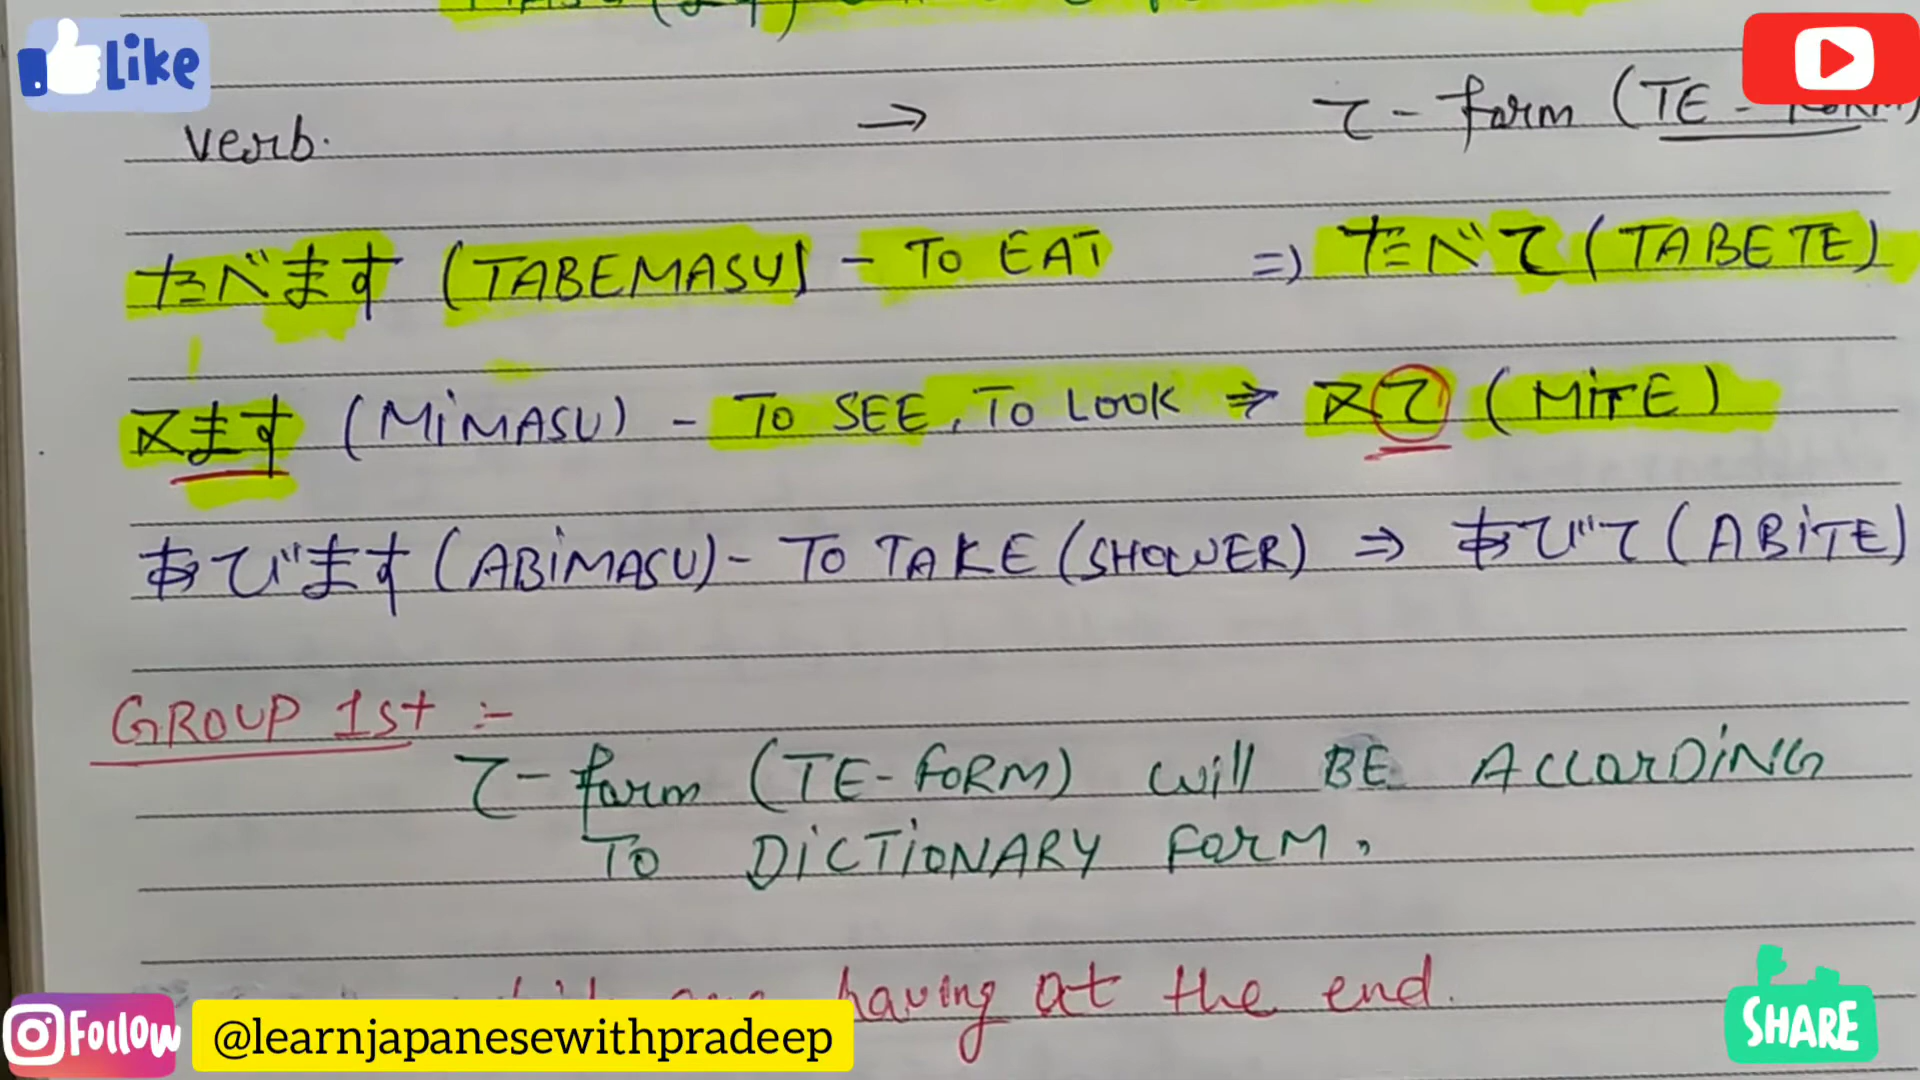 Like
verb. → て- form (TE - FORM)
たべます (TABEMASU) - TO EAT ⇒ たべて (TABETE)
みます (MiMASU) - TO SEE, TO LOOK ⇒ みて (MiTE)
あびます (ABiMASU) - TO TAKE (SHOWER) ⇒ あびて (ABiTE)
GROUP 1st :-
て- form (TE-FORM) will BE ACCORDiNG
TO DiCTiONARY FORM.
having at the end.
Follow @learnjapanesewithpradeep
SHARE